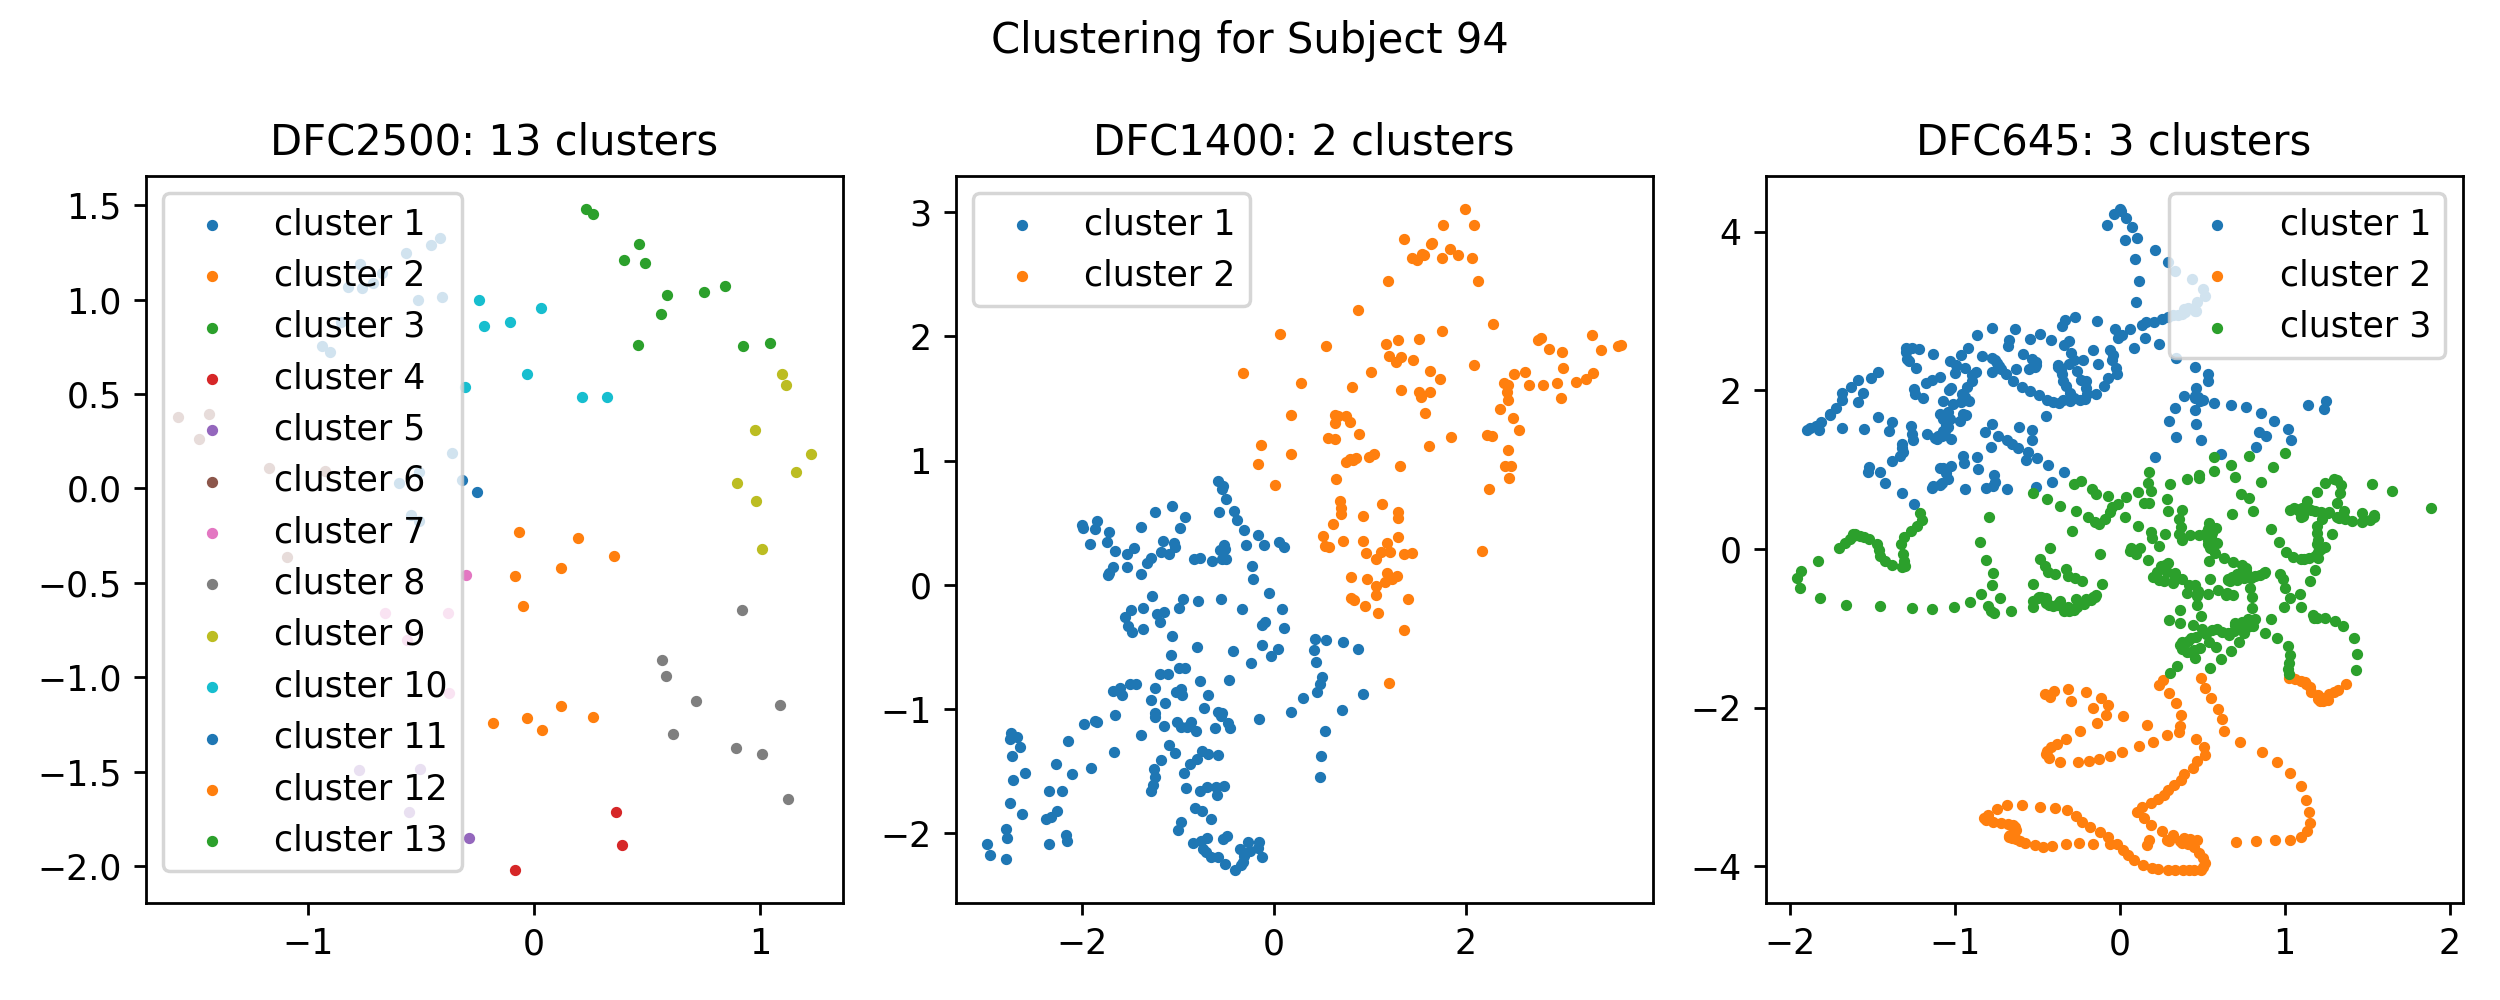 Clustering for Subject 94
DFC2500: 13 clusters
1.5
1.0
0.5
0.0
−0.5
−1.0
−1.5
−2.0
−1
0
1
cluster 1
cluster 2
cluster 3
cluster 4
cluster 5
cluster 6
cluster 7
cluster 8
cluster 9
cluster 10
cluster 11
cluster 12
cluster 13
DFC1400: 2 clusters
3
2
1
0
−1
−2
−2
0
2
cluster 1
cluster 2
DFC645: 3 clusters
4
2
0
−2
−4
−2
−1
0
1
2
cluster 1
cluster 2
cluster 3